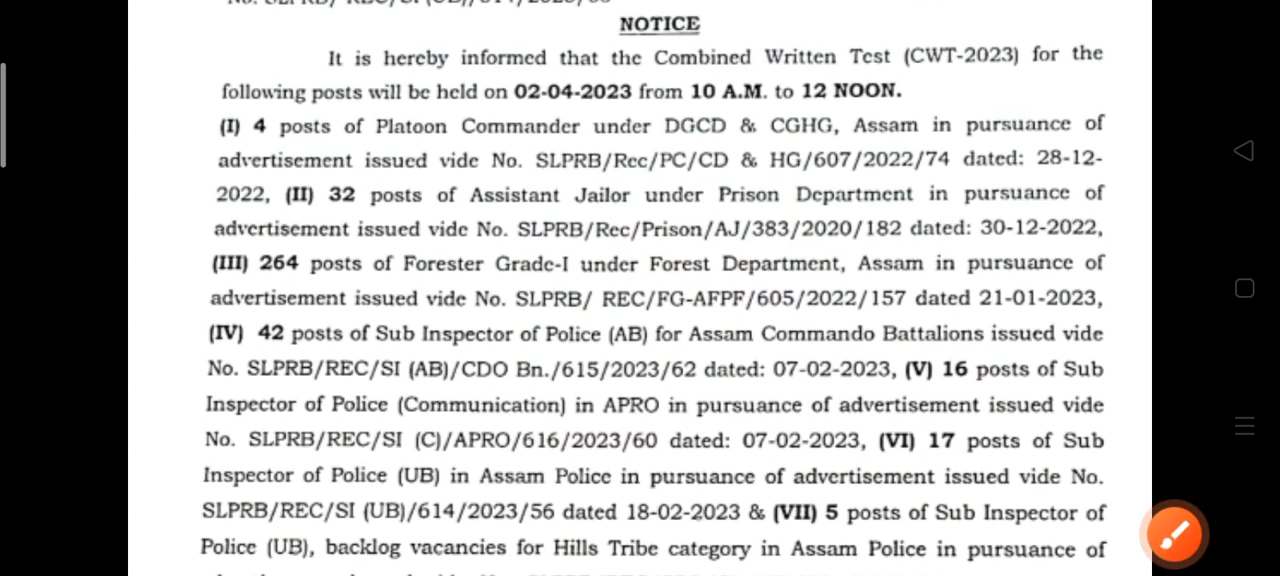 NOTICE
It is hereby informed that the Combined Written Test (CWT-2023) for the
following posts will be held on 02-04-2023 from 10 A.M. to 12 NOON.
(I) 4 posts of Platoon Commander under DGCD & CGHG, Assam in pursuance of
advertisement issued vide No. SLPRB/Rec/PC/CD & HG/607/2022/74 dated: 28-12-
2022, (II) 32 posts of Assistant Jailor under Prison Department in pursuance of
advertisement issued vide No. SLPRB/Rec/Prison/AJ/383/2020/182 dated: 30-12-2022,
(III) 264 posts of Forester Grade-I under Forest Department, Assam in pursuance of
advertisement issued vide No. SLPRB/ REC/FG-AFPF/605/2022/157 dated 21-01-2023,
(IV) 42 posts of Sub Inspector of Police (AB) for Assam Commando Battalions issued vide
No. SLPRB/REC/SI (AB)/CDO Bn./615/2023/62 dated: 07-02-2023, (V) 16 posts of Sub
Inspector of Police (Communication) in APRO in pursuance of advertisement issued vide
No. SLPRB/REC/SI (C)/APRO/616/2023/60 dated: 07-02-2023, (VI) 17 posts of Sub
Inspector of Police (UB) in Assam Police in pursuance of advertisement issued vide No.
SLPRB/REC/SI (UB)/614/2023/56 dated 18-02-2023 & (VII) 5 posts of Sub Inspector of
Police (UB), backlog vacancies for Hills Tribe category in Assam Police in pursuance of